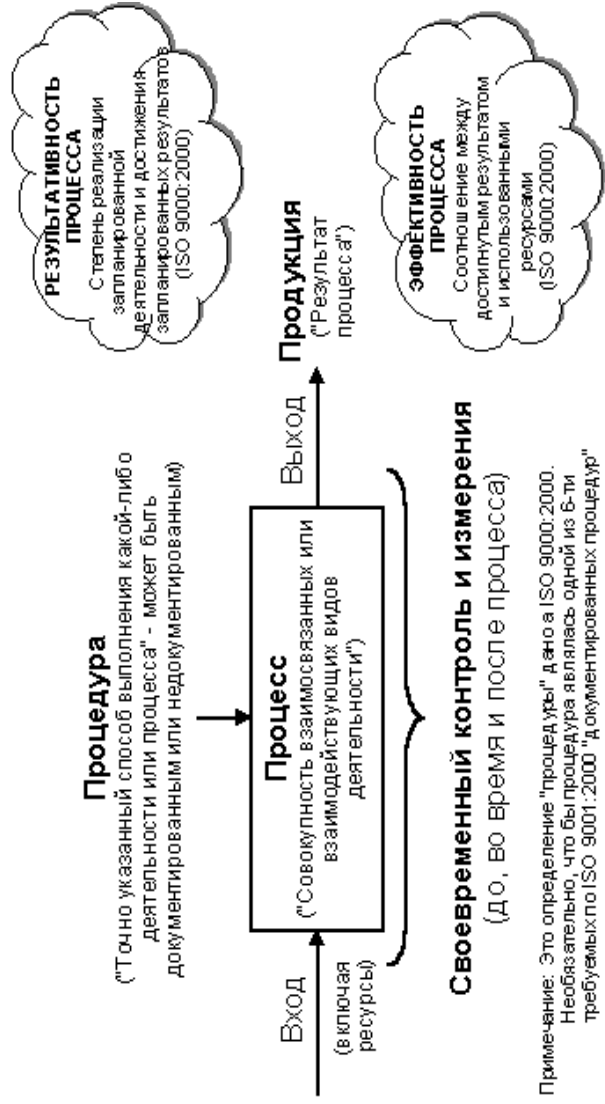 Процедура
("Точно указанный способ выполнения какой-либо
деятельности или процесса" - может быть
документированным или недокументированным)
РЕЗУЛЬТАТИВНОСТЬ
ПРОЦЕССА
Степень реализации
запланированной
деятельности и достижения
запланированных результатов
(ISO 9000:2000)
Вход
(включая
ресурсы)
Процесс
("Совокупность взаимосвязанных или
взаимодействующих видов
деятельности")
Выход
Продукция
("Результат
процесса")
Своевременный контроль и измерения
(до, во время и после процесса)
ЭФФЕКТИВНОСТЬ
ПРОЦЕССА
Соотношение между
достигнутым результатом
и использованными
ресурсами
(ISO 9000:2000)
Примечание: Это определение "процедуры" дано а ISO 9000:2000.
Необязательно, что бы процедура являлась одной из 6-ти
требуемых по ISO 9001:2000 "документированных процедур"